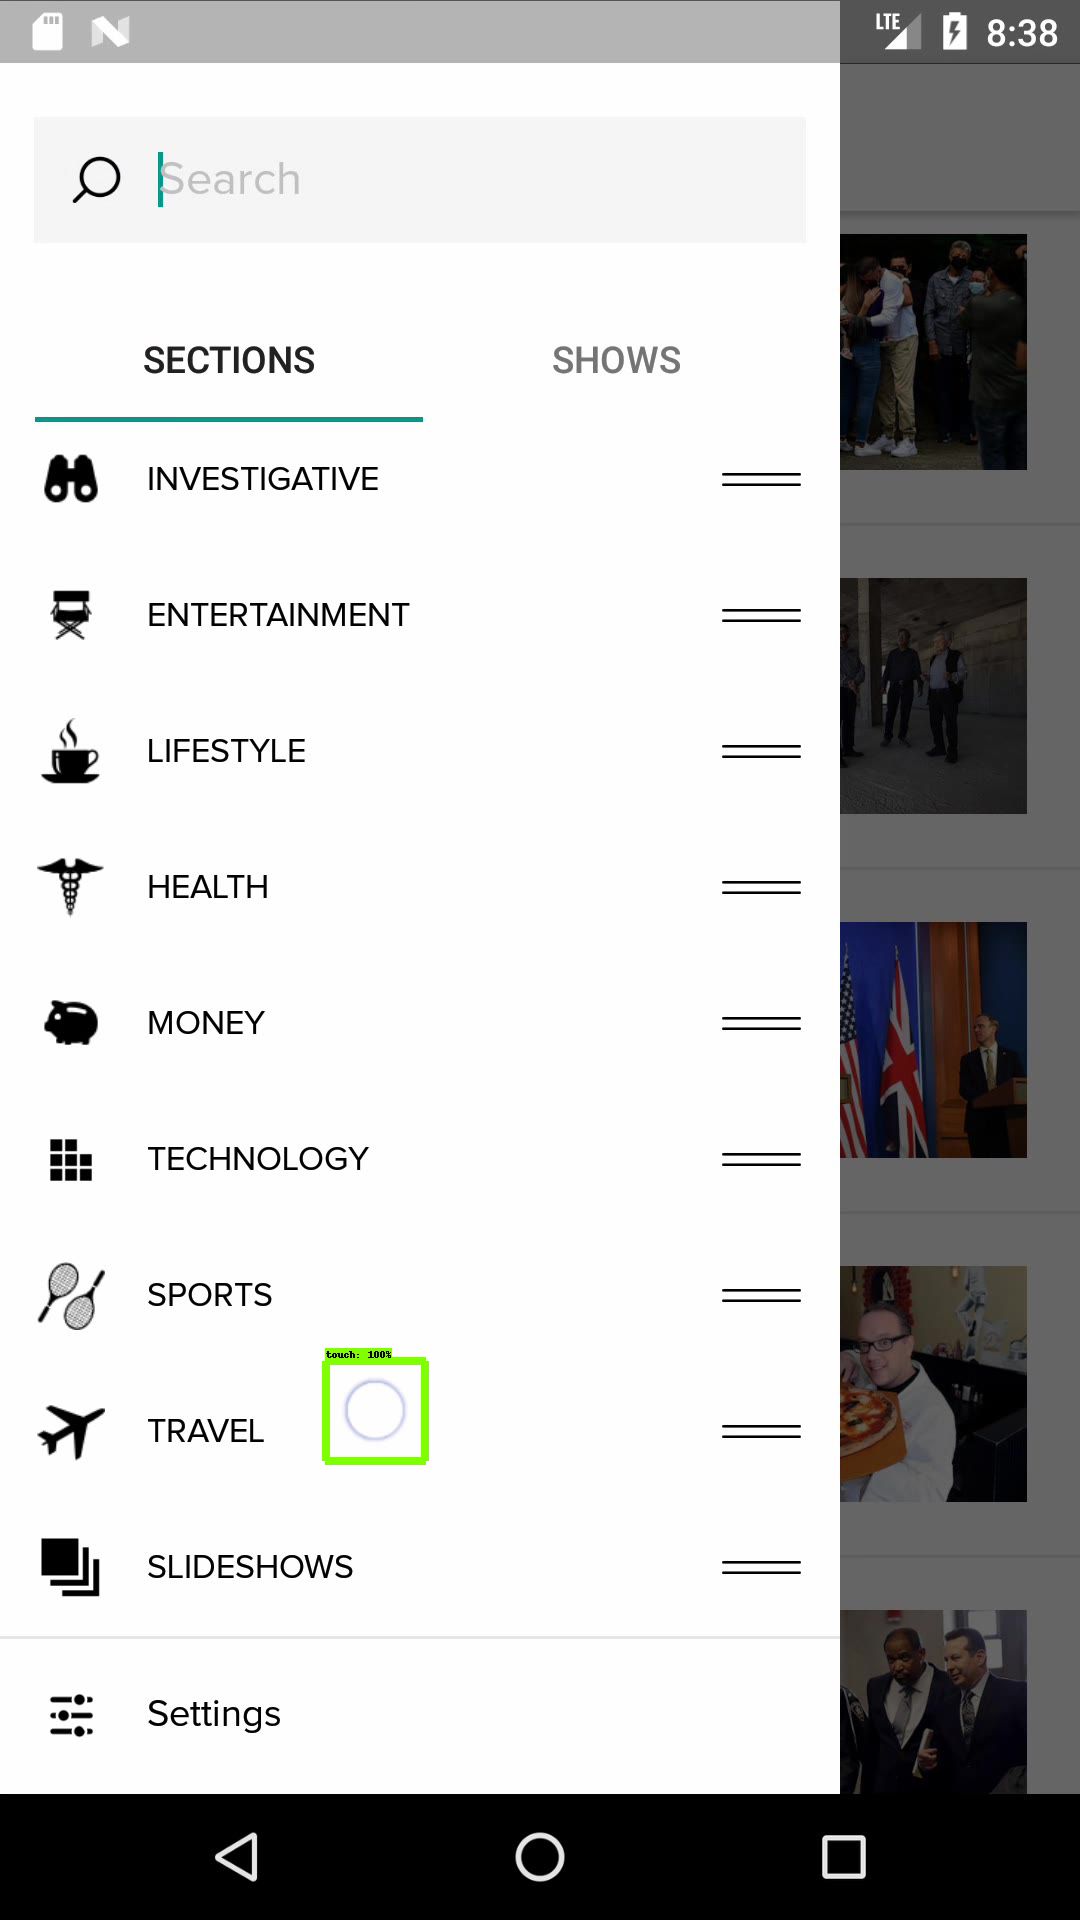 LTE 8:38
Search
SECTIONS SHOWS
INVESTIGATIVE
ENTERTAINMENT
LIFESTYLE
HEALTH
MONEY
TECHNOLOGY
SPORTS
touch: 100%
TRAVEL
SLIDESHOWS
Settings